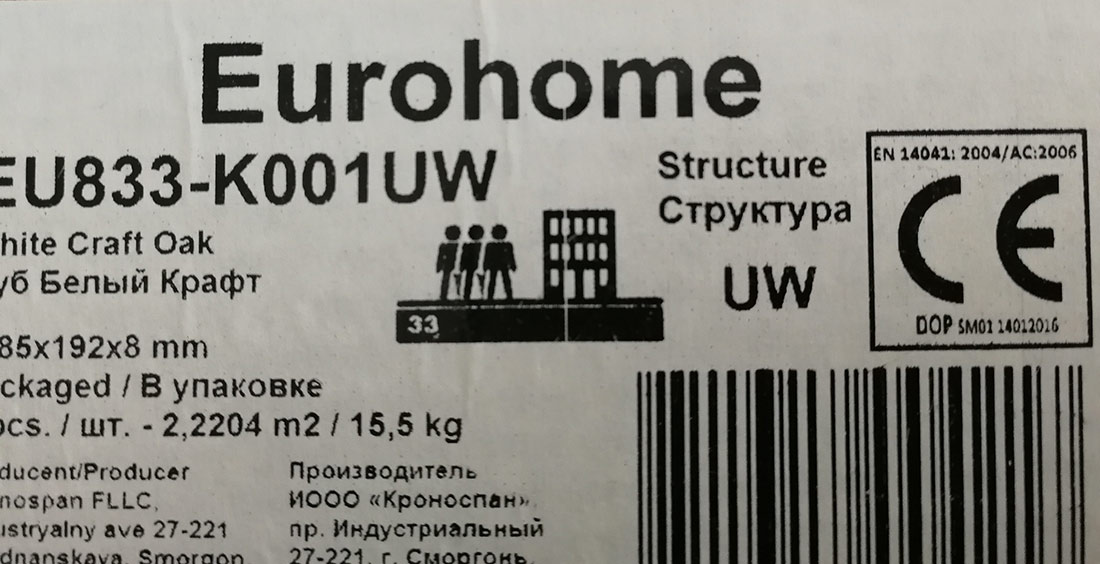 Eurohome
EU833-K001UW
hite Craft Oak
уб Белый Крафт
33
Structure
Структура
UW
EN 14041: 2004/AC:2006
CE
DOP SM01 14012016
85x192x8 mm
ckaged / В упаковке
pcs. / шт. - 2,2204 m2 / 15,5 kg
ducent/Producer
nospan FLLC,
ustryalny ave 27-221
dnanskaya, Smorgon
Производитель
ИООО «Кроноспан»,
пр. Индустриальный
27-221, г. Сморгонь,